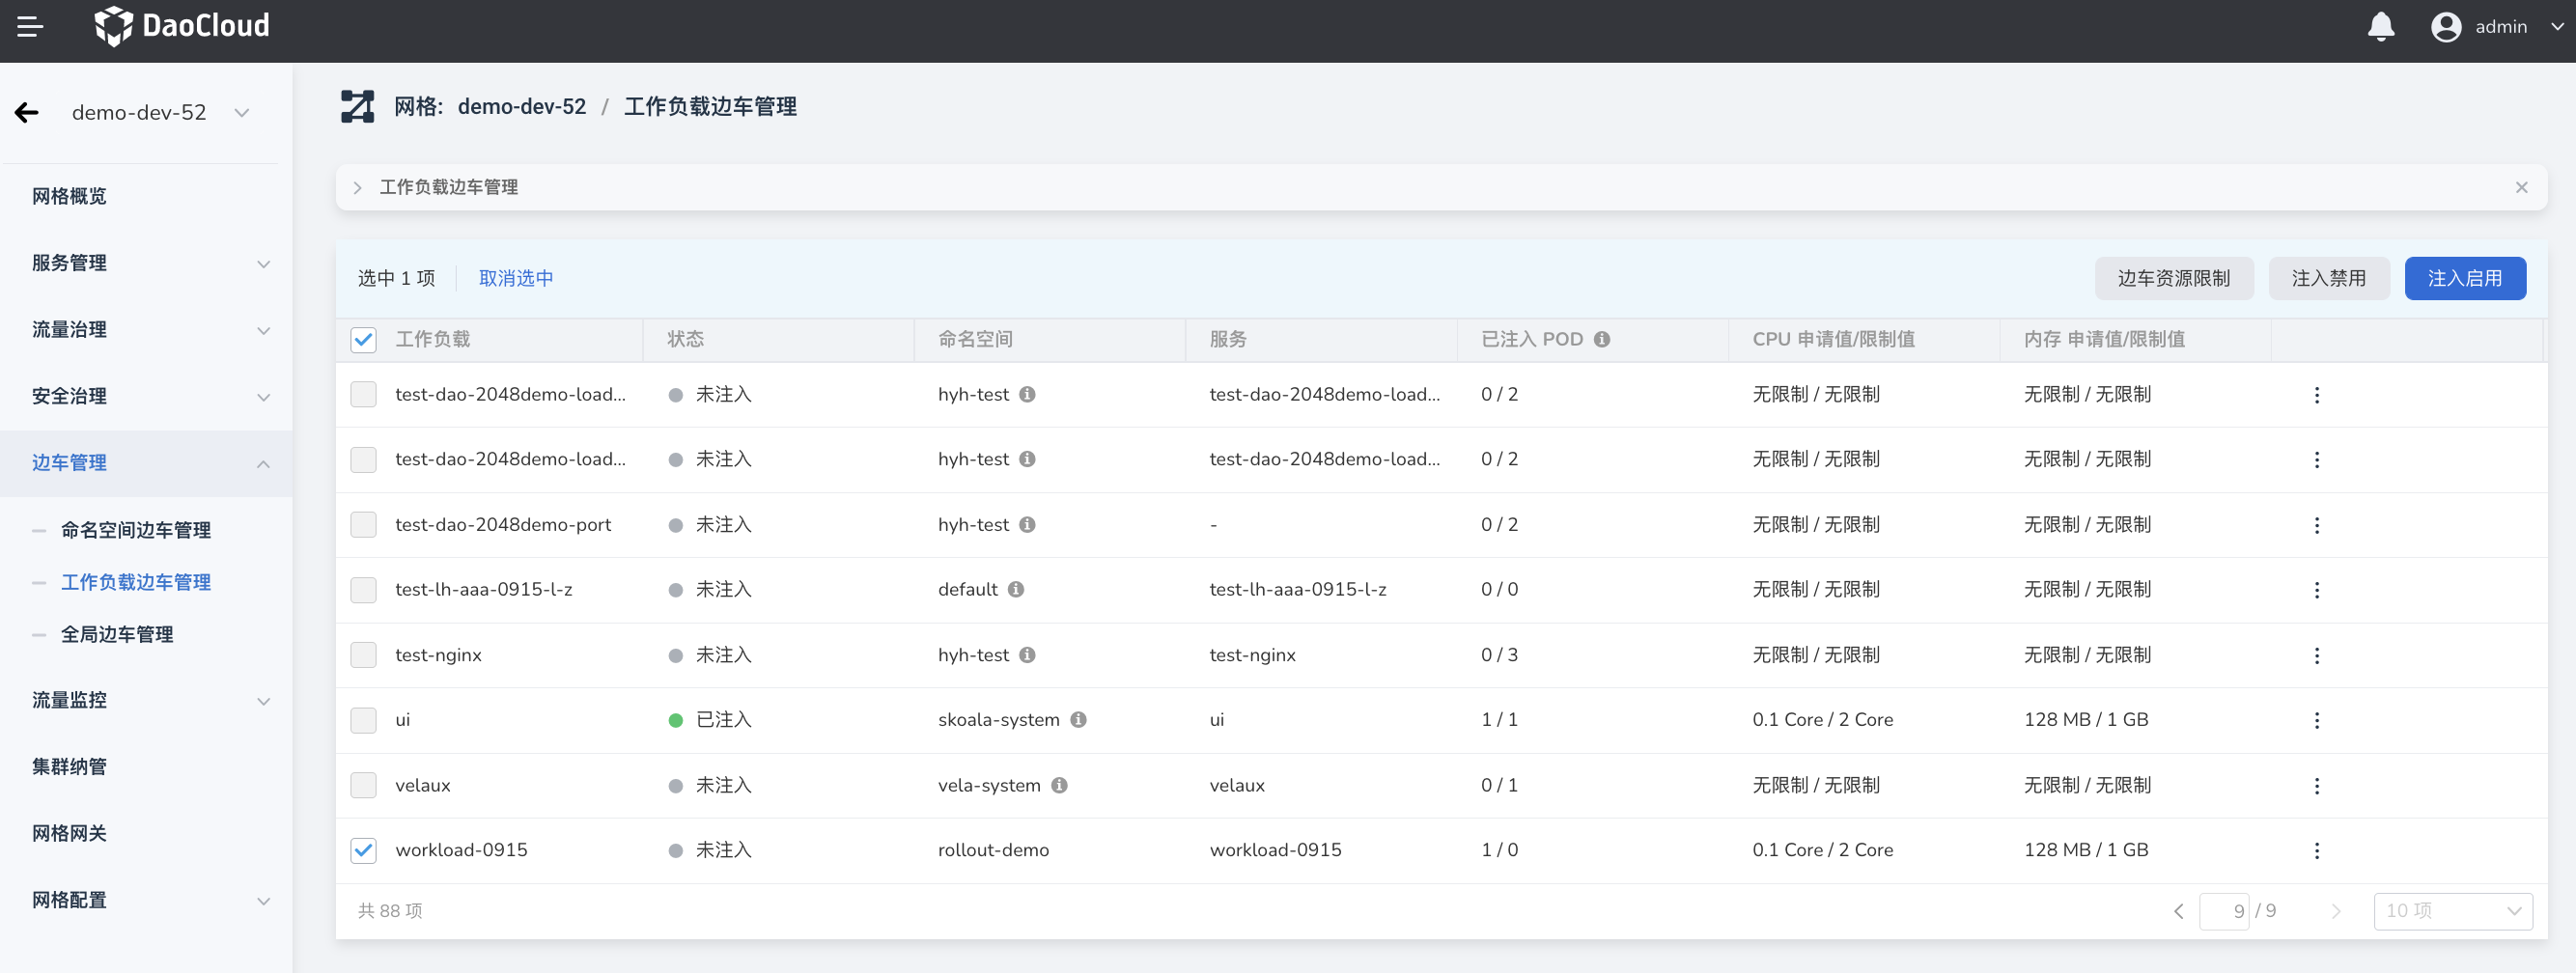 DaoCloud
admin
demo-dev-52
网格概览
服务管理
流量治理
安全治理
边车管理
命名空间边车管理
工作负载边车管理
全局边车管理
流量监控
集群纳管
网格网关
网格配置
网格: demo-dev-52 / 工作负载边车管理
工作负载边车管理
选中 1 项 取消选中 边车资源限制 注入禁用 注入启用
工作负载 状态 命名空间 服务 已注入 POD CPU 申请值/限制值 内存 申请值/限制值
test-dao-2048demo-load... 未注入 hyh-test test-dao-2048demo-load... 0 / 2 无限制 / 无限制 无限制 / 无限制
test-dao-2048demo-load... 未注入 hyh-test test-dao-2048demo-load... 0 / 2 无限制 / 无限制 无限制 / 无限制
test-dao-2048demo-port 未注入 hyh-test - 0 / 2 无限制 / 无限制 无限制 / 无限制
test-lh-aaa-0915-l-z 未注入 default test-lh-aaa-0915-l-z 0 / 0 无限制 / 无限制 无限制 / 无限制
test-nginx 未注入 hyh-test test-nginx 0 / 3 无限制 / 无限制 无限制 / 无限制
ui 已注入 skoala-system ui 1 / 1 0.1 Core / 2 Core 128 MB / 1 GB
velaux 未注入 vela-system velaux 0 / 1 无限制 / 无限制 无限制 / 无限制
workload-0915 未注入 rollout-demo workload-0915 1 / 0 0.1 Core / 2 Core 128 MB / 1 GB
共 88 项 9 / 9 10 项